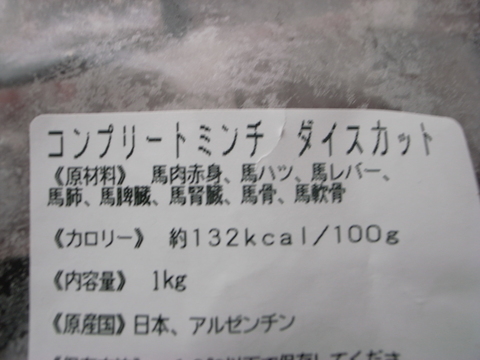 コンプリートミンチ ダイスカット
《原材料》 馬肉赤身、馬ハツ、馬レバー、
馬肺、馬脾臓、馬腎臓、馬骨、馬軟骨
《カロリー》 約132kcal/100g
《内容量》 1kg
《原産国》日本、アルゼンチン